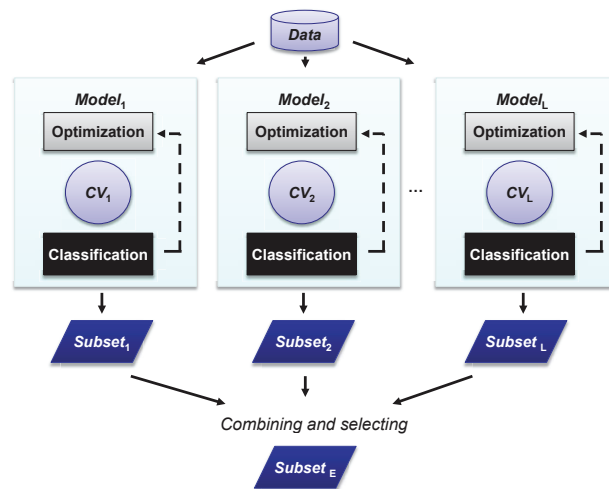 Data
Model1
Optimization
CV1
Classification
Subset1
Model2
Optimization
CV2
Classification
Subset2
...
ModelL
Optimization
CVL
Classification
Subset L
Combining and selecting
Subset E